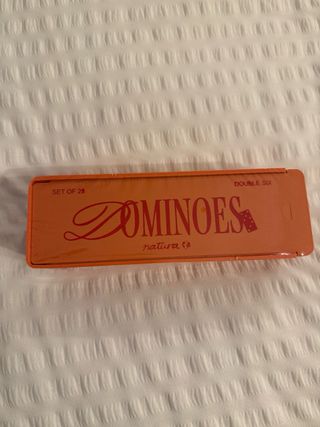 SET OF 28
DOUBLE SIX
DOMINOES
natura